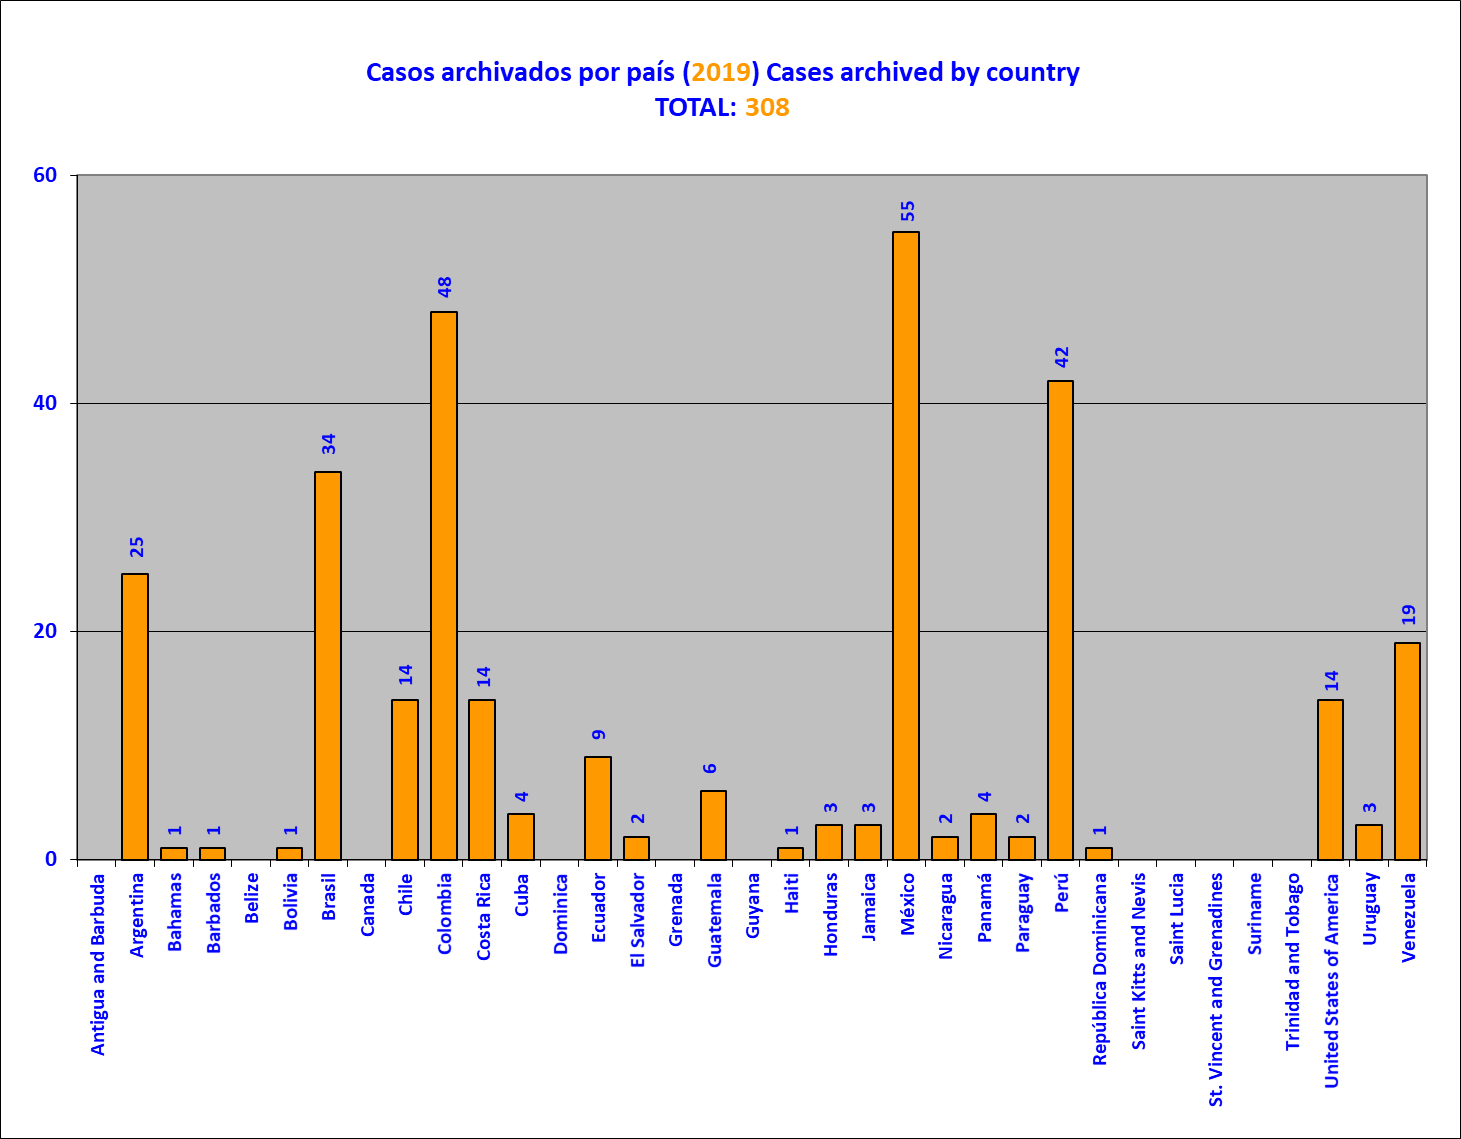 Casos archivados por país (2019) Cases archived by country
TOTAL: 308
60
40
20
0
25
1
1
1
34
14
48
14
4
9
2
6
1
3
3
55
2
4
2
42
1
14
3
19
Antigua and Barbuda
Argentina
Bahamas
Barbados
Belize
Bolivia
Brasil
Canada
Chile
Colombia
Costa Rica
Cuba
Dominica
Ecuador
El Salvador
Grenada
Guatemala
Guyana
Haiti
Honduras
Jamaica
México
Nicaragua
Panamá
Paraguay
Perú
República Dominicana
Saint Kitts and Nevis
Saint Lucia
St. Vincent and Grenadines
Suriname
Trinidad and Tobago
United States of America
Uruguay
Venezuela